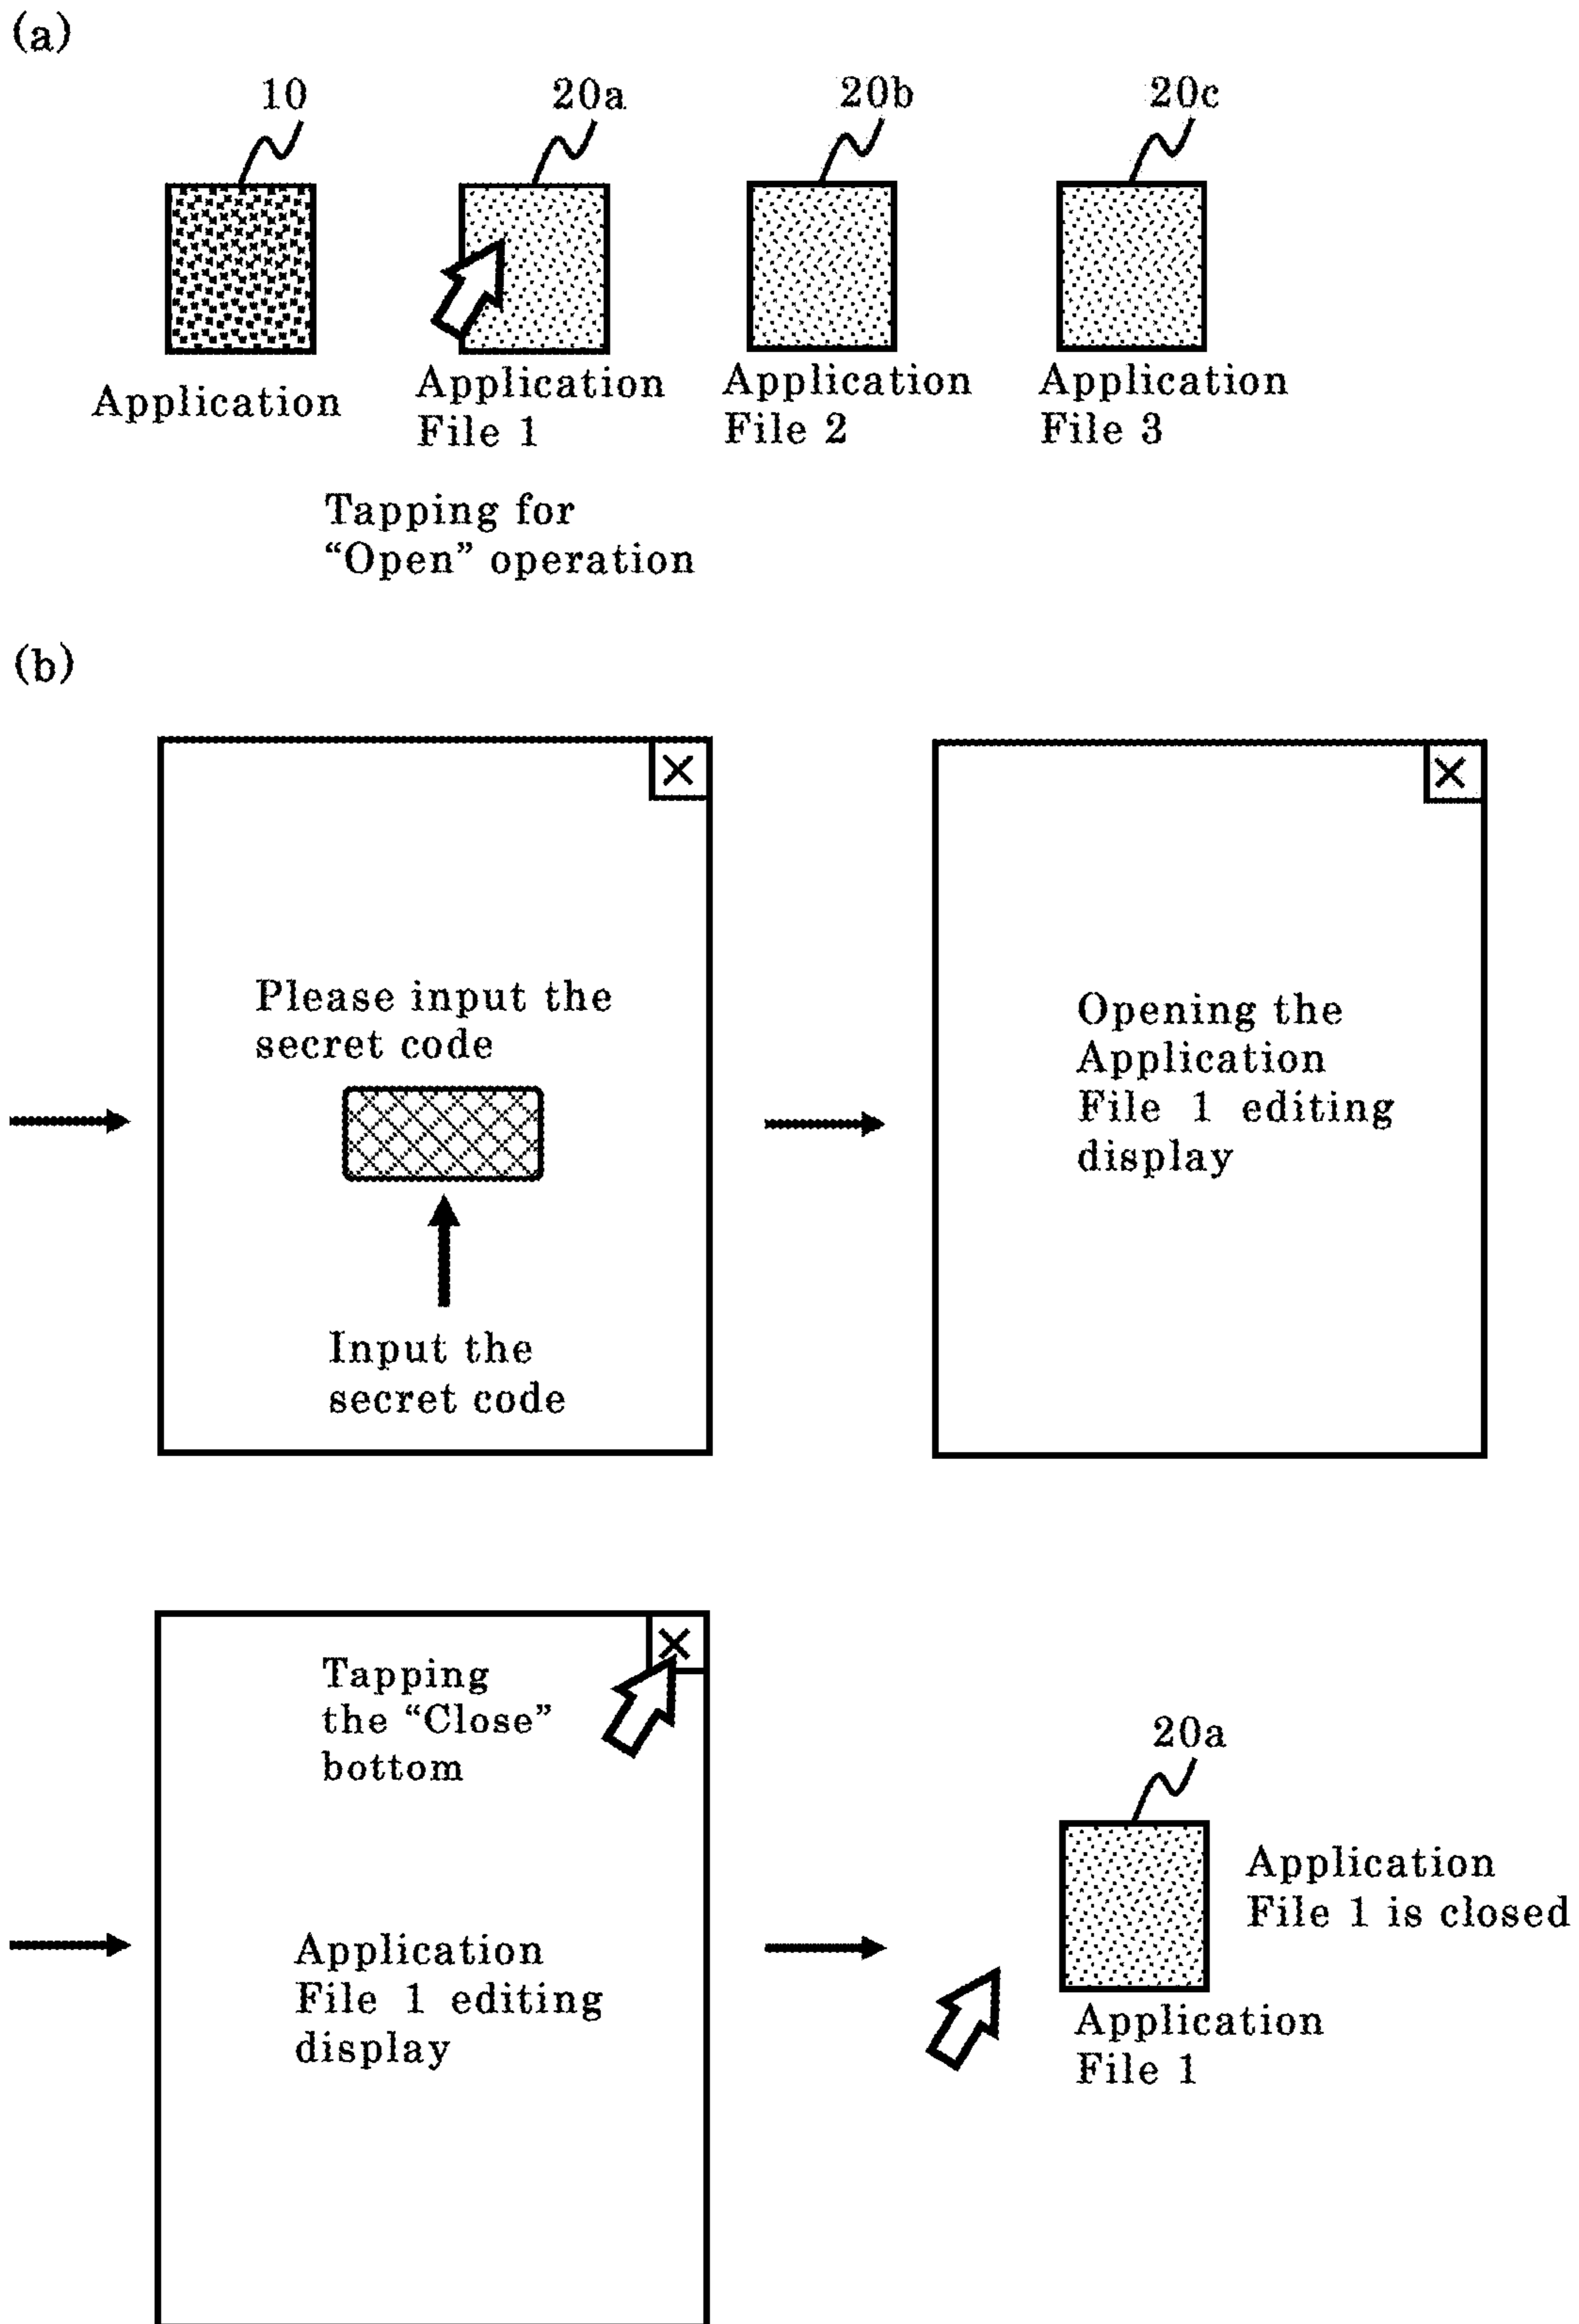 (a)
10
20a
20b
20c
Application
Application
File 1
Application
File 2
Application
File 3
Tapping for
“Open” operation
(b)
Please input the
secret code
Input the
secret code
Opening the
Application
File 1 editing
display
Tapping
the “Close”
bottom
Application
File 1 editing
display
20a
Application
File 1 is closed
Application
File 1